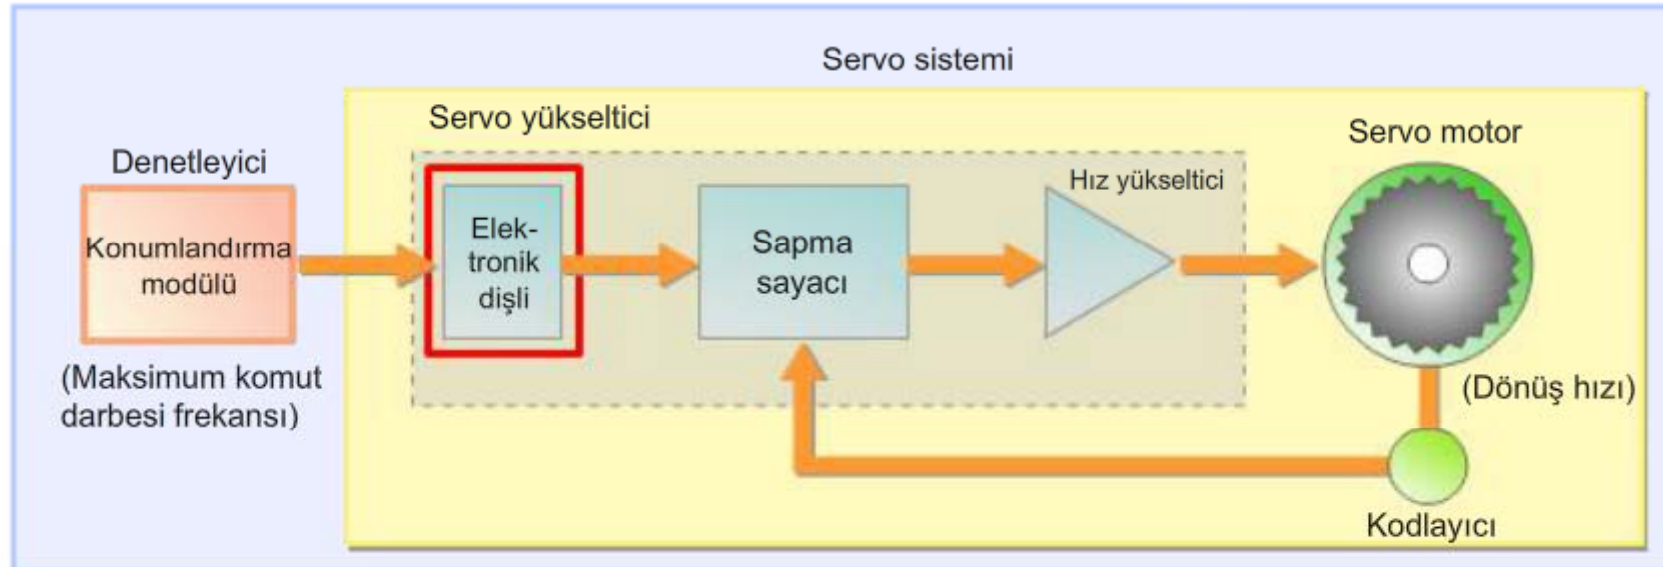 Servo sistemi
Servo yükseltici
Servo motor
Denetleyici
Hız yükseltici
Konumlandırma
modülü
Elek-
tronik
dişli
Sapma
sayacı
(Maksimum komut
darbesi frekansı)
(Dönüş hızı)
Kodlayıcı